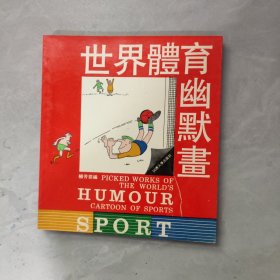 世界體育
幽默畫
PICKED WORKS OF
THE WORLD'S
HUMOUR
CARTOON OF SPORTS
SPORT